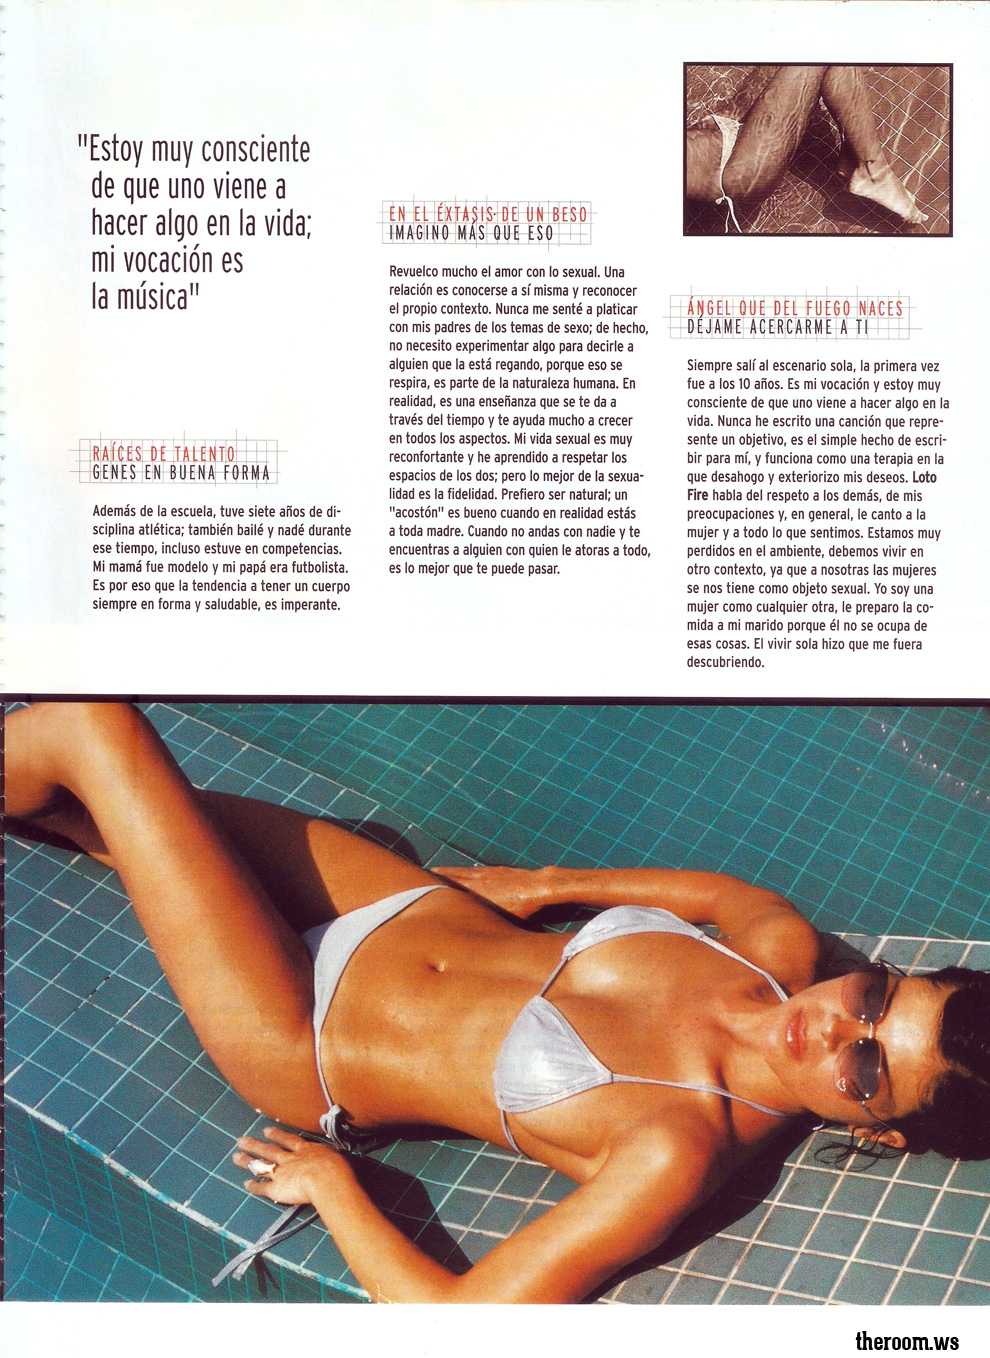 "Estoy muy consciente
de que uno viene a
hacer algo en la vida;
mi vocación es
la música"
RAÍCES DE TALENTO
GENES EN BUENA FORMA
Además de la escuela, tuve siete años de di-
sciplina atlética; también bailé y nadé durante
ese tiempo, incluso estuve en competencias.
Mi mamá fue modelo y mi papá era futbolista.
Es por eso que la tendencia a tener un cuerpo
siempre en forma y saludable, es imperante.
EN EL ÉXTASIS DE UN BESO
IMAGINO MÁS QUE ESO
Revuelco mucho el amor con lo sexual. Una
relación es conocerse a sí misma y reconocer
el propio contexto. Nunca me senté a platicar
con mis padres de los temas de sexo; de hecho,
no necesito experimentar algo para decirle a
alguien que la está regando, porque eso se
respira, es parte de la naturaleza humana. En
realidad, es una enseñanza que se te da a
través del tiempo y te ayuda mucho a crecer
en todos los aspectos. Mi vida sexual es muy
reconfortante y he aprendido a respetar los
espacios de los dos; pero lo mejor de la sexua-
lidad es la fidelidad. Prefiero ser natural; un
"acostón" es bueno cuando en realidad estás
a toda madre. Cuando no andas con nadie y te
encuentras a alguien con quien le atoras a todo,
es lo mejor que te puede pasar.
ÁNGEL QUE DEL FUEGO NACES
DÉJAME ACERCARME A TI
Siempre salí al escenario sola, la primera vez
fue a los 10 años. Es mi vocación y estoy muy
consciente de que uno viene a hacer algo en la
vida. Nunca he escrito una canción que repre-
sente un objetivo, es el simple hecho de escri-
bir para mí, y funciona como una terapia en la
que desahogo y exteriorizo mis deseos. Loto
Fire habla del respeto a los demás, de mis
preocupaciones y, en general, le canto a la
mujer y a todo lo que sentimos. Estamos muy
perdidos en el ambiente, debemos vivir en
otro contexto, ya que a nosotras las mujeres
se nos tiene como objeto sexual. Yo soy una
mujer como cualquier otra, le preparo la co-
mida a mi marido porque él no se ocupa de
esas cosas. El vivir sola hizo que me fuera
descubriendo.
theroom.ws